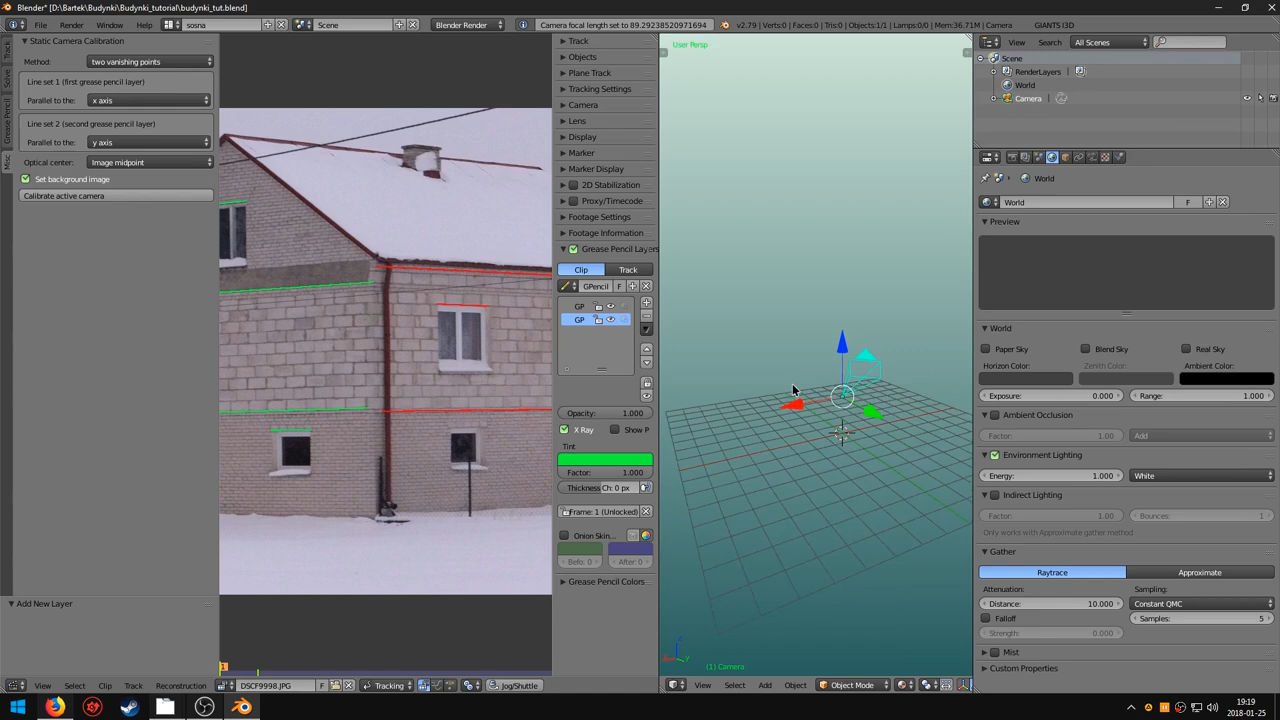 Blender* [D:\Bartek\Budynki\Budynki_tutorial\budynki_tut.blend]
File Render Window Help sosna Scene Blender Render Camera focal length set to 89.29238520971694 v2.79 | Verts:0 | Faces:0 | Tris:0 | Objects:1/1 | Lamps:0/0 | Mem:36.71M | Camera GIANTS I3D
Static Camera Calibration
Method: two vanishing points
Line set 1 (first grease pencil layer)
Parallel to the: x axis
Line set 2 (second grease pencil layer)
Parallel to the: y axis
Optical center: Image midpoint
Set background image
Calibrate active camera
Add New Layer
Track
Solve
Grease Pencil
Misc
Track
Objects
Plane Track
Tracking Settings
Camera
Lens
Display
Marker
Marker Display
2D Stabilization
Proxy/Timecode
Footage Settings
Footage Information
Grease Pencil Layers
Clip Track
GPencil F
GP
GP
Opacity: 1.000
X Ray Show P
Tint
Factor: 1.000
Thickness Ch: 0 px
Frame: 1 (Unlocked)
Onion Skin...
Befo: 0 After: 0
Grease Pencil Colors
1
View Select Clip Track Reconstruction DSCF9998.JPG F Tracking Jog/Shuttle
User Persp
(1) Camera
View Select Add Object Object Mode
View Search All Scenes
Scene
RenderLayers
World
Camera
World
World F
Preview
World
Paper Sky Blend Sky Real Sky
Horizon Color: Zenith Color: Ambient Color:
Exposure: 0.000 Range: 1.000
Ambient Occlusion
Factor: 1.00 Add
Environment Lighting
Energy: 1.000 White
Indirect Lighting
Factor: 1.00 Bounces: 1
Only works with Approximate gather method
Gather
Raytrace Approximate
Attenuation: Sampling:
Distance: 10.000 Constant QMC
Falloff Samples: 5
Strength: 0.000
Mist
Custom Properties
19:19
2018-01-25